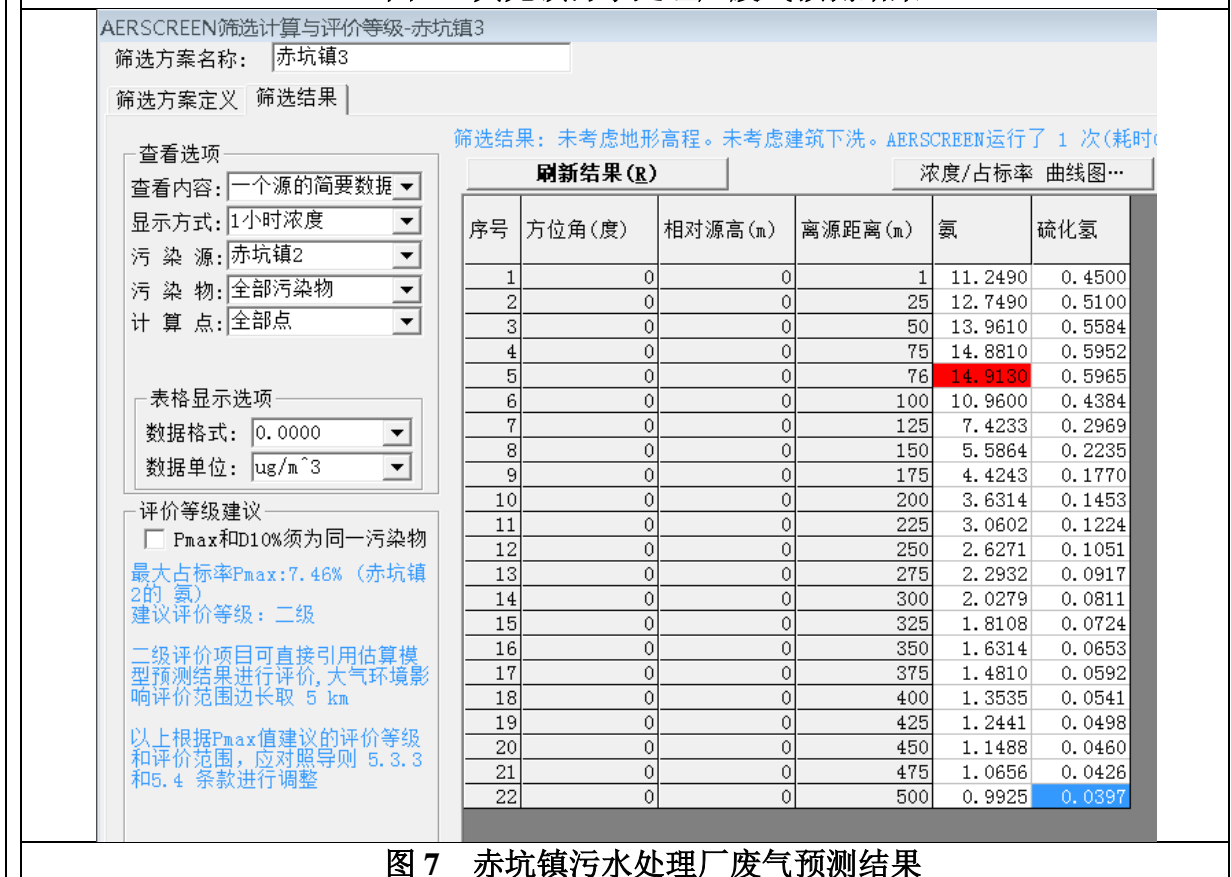 AERSCREEN筛选计算与评价等级-赤坑镇3
筛选方案名称: 赤坑镇3
筛选方案定义 筛选结果
筛选结果: 未考虑地形高程。未考虑建筑下洗。AERSCREEN运行了 1 次(耗时
查看选项
查看内容: 一个源的简要数据
显示方式: 1小时浓度
污 染 源: 赤坑镇2
污 染 物: 全部污染物
计 算 点: 全部点
表格显示选项
数据格式: 0.0000
数据单位: ug/m^3
评价等级建议
Pmax和D10%须为同一污染物
最大占标率Pmax:7.46% (赤坑镇
2的 氨)
建议评价等级: 二级
二级评价项目可直接引用估算模
型预测结果进行评价,大气环境影
响评价范围边长取 5 km
以上根据Pmax值建议的评价等级
和评价范围, 应对照导则 5.3.3
和5.4 条款进行调整
刷新结果(R) 浓度/占标率 曲线图…
序号 方位角(度) 相对源高(m) 离源距离(m) 氨 硫化氢
1 0 0 1 11.2490 0.4500
2 0 0 25 12.7490 0.5100
3 0 0 50 13.9610 0.5584
4 0 0 75 14.8810 0.5952
5 0 0 76 14.9130 0.5965
6 0 0 100 10.9600 0.4384
7 0 0 125 7.4233 0.2969
8 0 0 150 5.5864 0.2235
9 0 0 175 4.4243 0.1770
10 0 0 200 3.6314 0.1453
11 0 0 225 3.0602 0.1224
12 0 0 250 2.6271 0.1051
13 0 0 275 2.2932 0.0917
14 0 0 300 2.0279 0.0811
15 0 0 325 1.8108 0.0724
16 0 0 350 1.6314 0.0653
17 0 0 375 1.4810 0.0592
18 0 0 400 1.3535 0.0541
19 0 0 425 1.2441 0.0498
20 0 0 450 1.1488 0.0460
21 0 0 475 1.0656 0.0426
22 0 0 500 0.9925 0.0397
图 7 赤坑镇污水处理厂废气预测结果